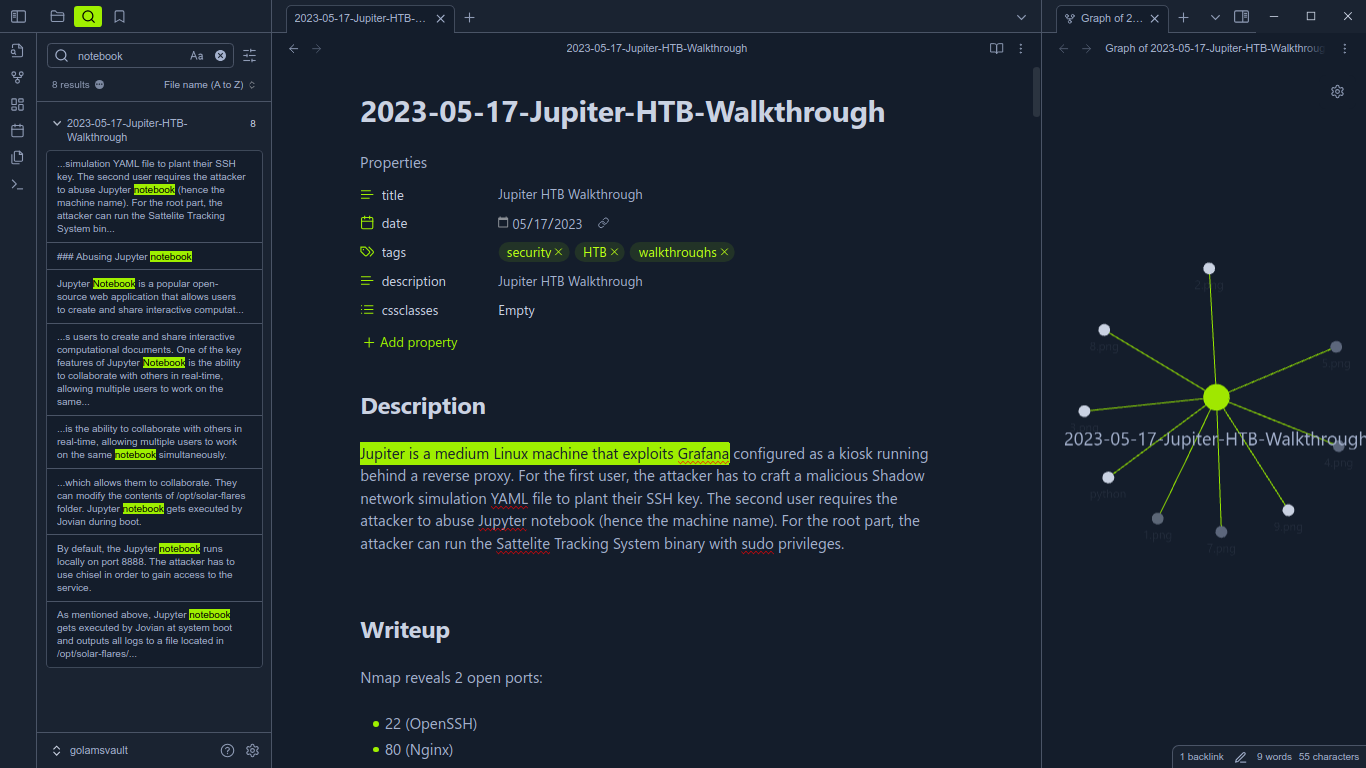 2023-05-17-Jupiter-HTB-...
Graph of 2...
notebook
Aa
8 results
File name (A to Z)
2023-05-17-Jupiter-HTB-
Walkthrough
8
...simulation YAML file to plant their SSH
key. The second user requires the attacker
to abuse Jupyter notebook (hence the
machine name). For the root part, the
attacker can run the Sattelite Tracking
System bin...
### Abusing Jupyter notebook
Jupyter Notebook is a popular open-
source web application that allows users
to create and share interactive computat...
...s users to create and share interactive
computational documents. One of the key
features of Jupyter Notebook is the ability
to collaborate with others in real-time,
allowing multiple users to work on the
same...
...is the ability to collaborate with others in
real-time, allowing multiple users to work
on the same notebook simultaneously.
...which allows them to collaborate. They
can modify the contents of /opt/solar-flares
folder. Jupyter notebook gets executed by
Jovian during boot.
By default, the Jupyter notebook runs
locally on port 8888. The attacker has to
use chisel in order to gain access to the
service.
As mentioned above, Jupyter notebook
gets executed by Jovian at system boot
and outputs all logs to a file located in
/opt/solar-flares/...
golamsvault
2023-05-17-Jupiter-HTB-Walkthrough
2023-05-17-Jupiter-HTB-Walkthrough
Properties
title
Jupiter HTB Walkthrough
date
05/17/2023
tags
security
HTB
walkthroughs
description
Jupiter HTB Walkthrough
cssclasses
Empty
Add property
Description
Jupiter is a medium Linux machine that exploits Grafana configured as a kiosk running
behind a reverse proxy. For the first user, the attacker has to craft a malicious Shadow
network simulation YAML file to plant their SSH key. The second user requires the
attacker to abuse Jupyter notebook (hence the machine name). For the root part, the
attacker can run the Sattelite Tracking System binary with sudo privileges.
Writeup
Nmap reveals 2 open ports:
22 (OpenSSH)
80 (Nginx)
Graph of 2023-05-17-Jupiter-HTB-Walkthroug
2.png
8.png
5.png
2023-05-17-Jupiter-HTB-Walkthrough
4.png
python
1.png
7.png
3.png
1 backlink
9 words
55 characters